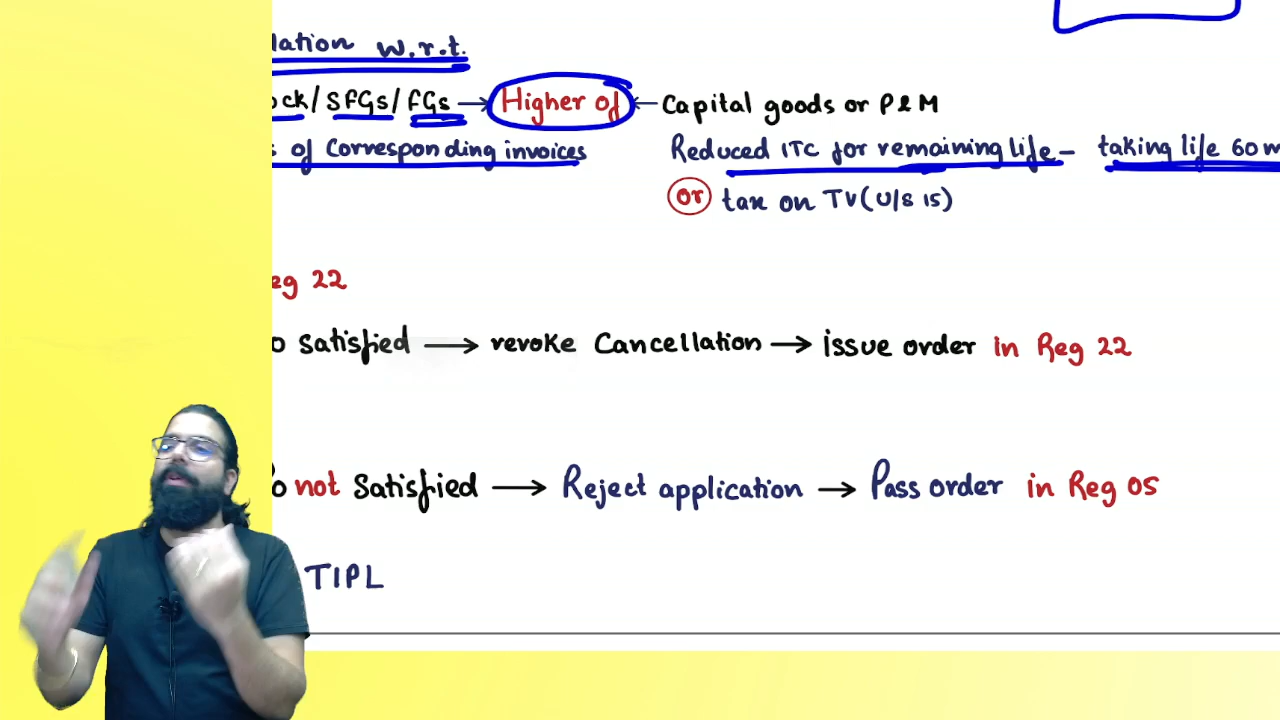 lation w.r.t.
ock/ SFGs/ FGs → Higher of ← Capital goods or P&M
s of Corresponding invoices Reduced ITC for remaining life - taking life 60 m
or tax on TV (U/S 15)
eg 22
o satisfied → revoke Cancellation → issue order in Reg 22
o not Satisfied → Reject application → Pass order in Reg 05
TIPL